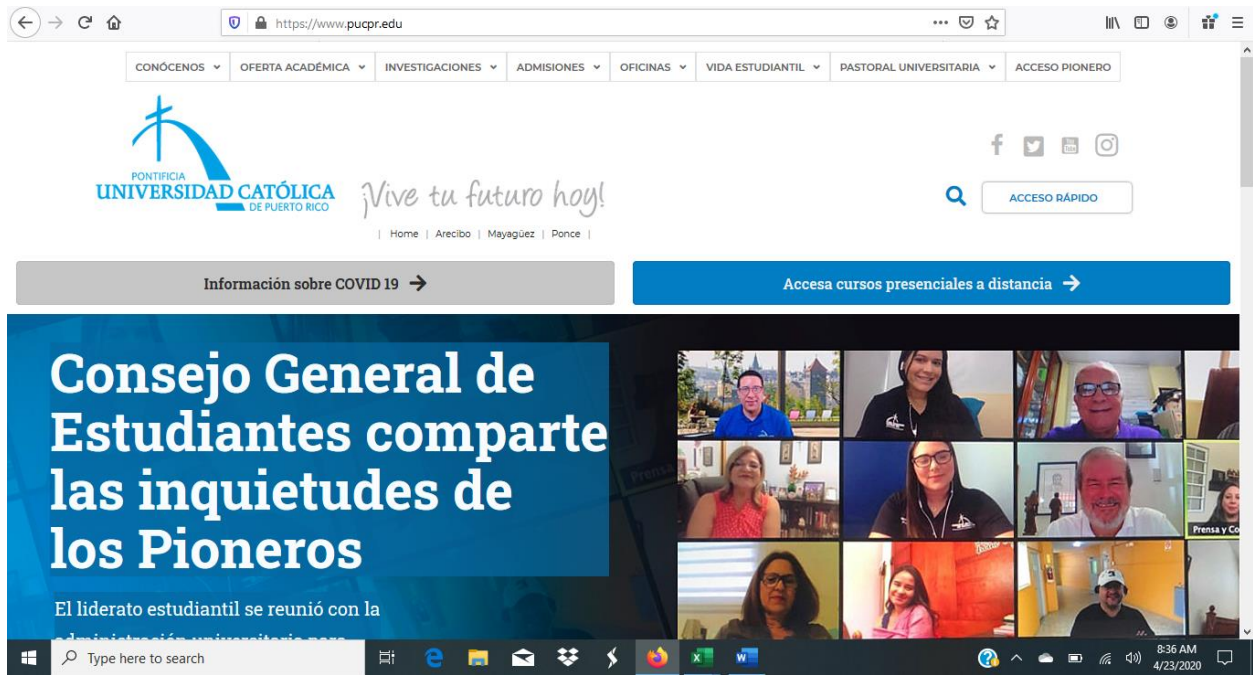 https://www.pucpr.edu
CONÓCENOS OFERTA ACADÉMICA INVESTIGACIONES ADMISIONES OFICINAS VIDA ESTUDIANTIL PASTORAL UNIVERSITARIA ACCESO PIONERO
PONTIFICIA
UNIVERSIDAD CATÓLICA
DE PUERTO RICO
¡Vive tu futuro hoy!
ACCESO RÁPIDO
| Home | Arecibo | Mayagüez | Ponce |
Información sobre COVID 19 →
Accesa cursos presenciales a distancia →
Consejo General de
Estudiantes comparte
las inquietudes de
los Pioneros
El liderato estudiantil se reunió con la
administración universitaria para
Prensa y Co
Type here to search
8:36 AM
4/23/2020